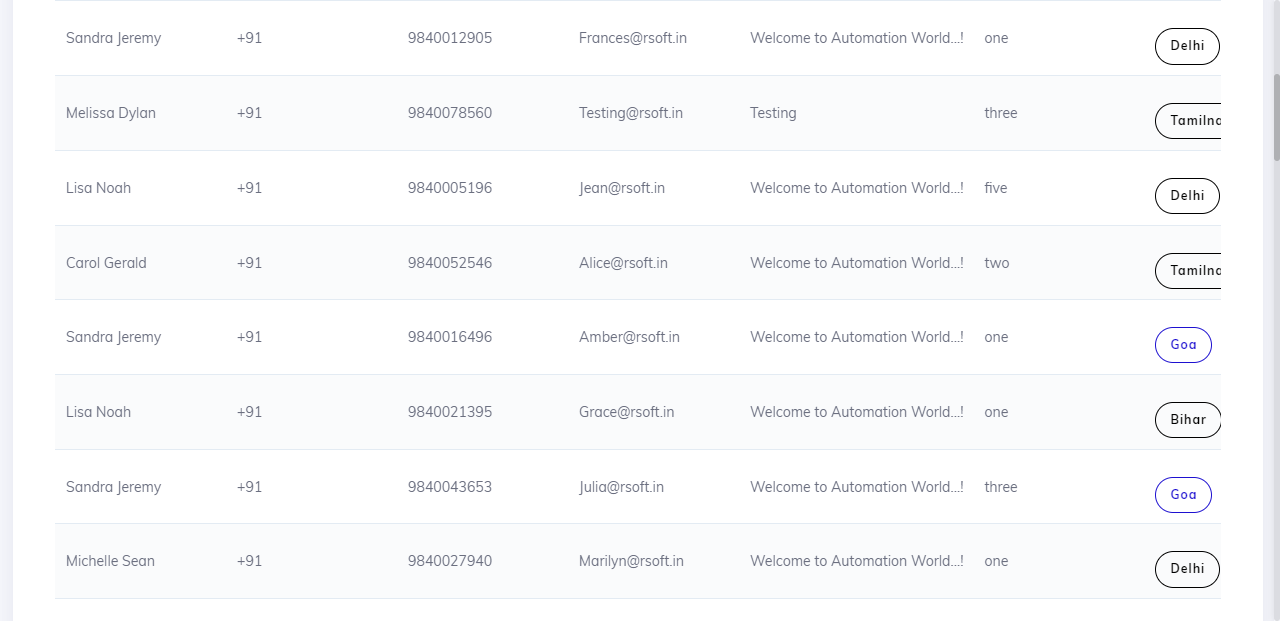 Sandra Jeremy +91 9840012905 Frances@rsoft.in Welcome to Automation World...! one Delhi
Melissa Dylan +91 9840078560 Testing@rsoft.in Testing three Tamilna
Lisa Noah +91 9840005196 Jean@rsoft.in Welcome to Automation World...! five Delhi
Carol Gerald +91 9840052546 Alice@rsoft.in Welcome to Automation World...! two Tamilna
Sandra Jeremy +91 9840016496 Amber@rsoft.in Welcome to Automation World...! one Goa
Lisa Noah +91 9840021395 Grace@rsoft.in Welcome to Automation World...! one Bihar
Sandra Jeremy +91 9840043653 Julia@rsoft.in Welcome to Automation World...! three Goa
Michelle Sean +91 9840027940 Marilyn@rsoft.in Welcome to Automation World...! one Delhi